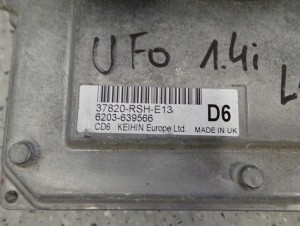 UFO 1.4i
37820-RSH-E13
6203-639566
D6
CD6 KEIHIN Europe Ltd. MADE IN UK